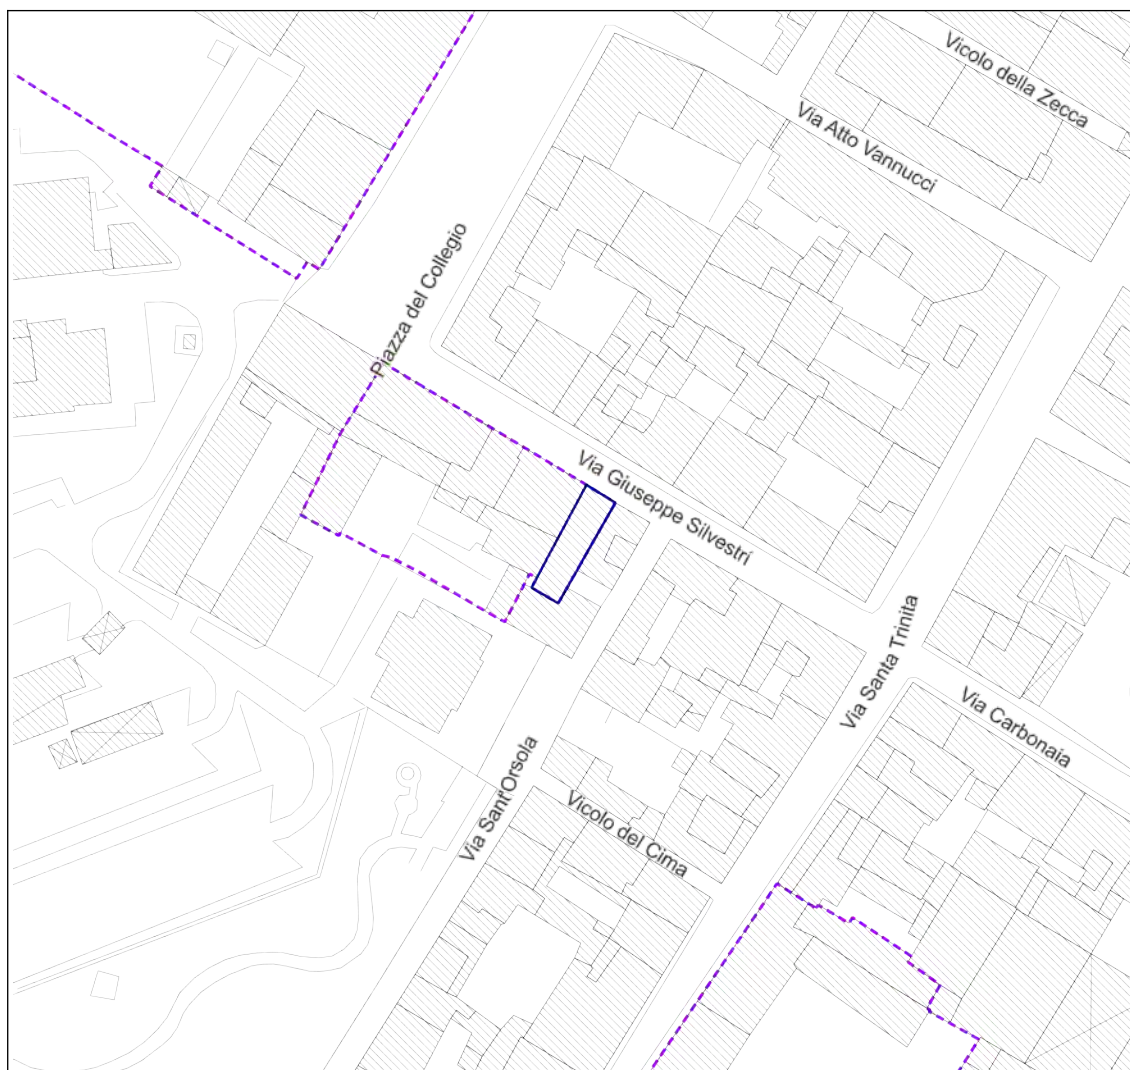 Vicolo della Zecca
Via Atto Vannucci
Piazza del Collegio
Via Giuseppe Silvestri
Via Santa Trinita
Via Carbonaia
Via Sant'Orsola
Vicolo del Cima